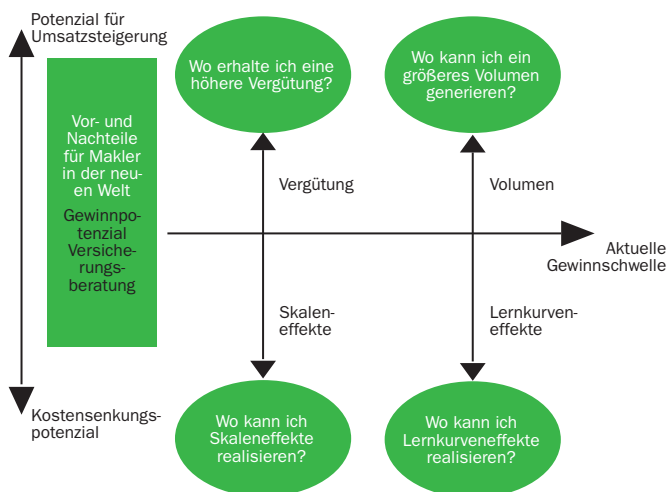 Potenzial für
Umsatzsteigerung
Wo erhalte ich eine
höhere Vergütung?
Wo kann ich ein
größeres Volumen
generieren?
Vor- und
Nachteile
für Makler
in der neu-
en Welt
Gewinnpo-
tenzial
Versiche-
rungs-
beratung
Vergütung
Volumen
Aktuelle
Gewinnschwelle
Skalen-
effekte
Lernkurven-
effekte
Kostensenkungs-
potenzial
Wo kann ich
Skaleneffekte
realisieren?
Wo kann ich
Lernkurveneffekte
realisieren?